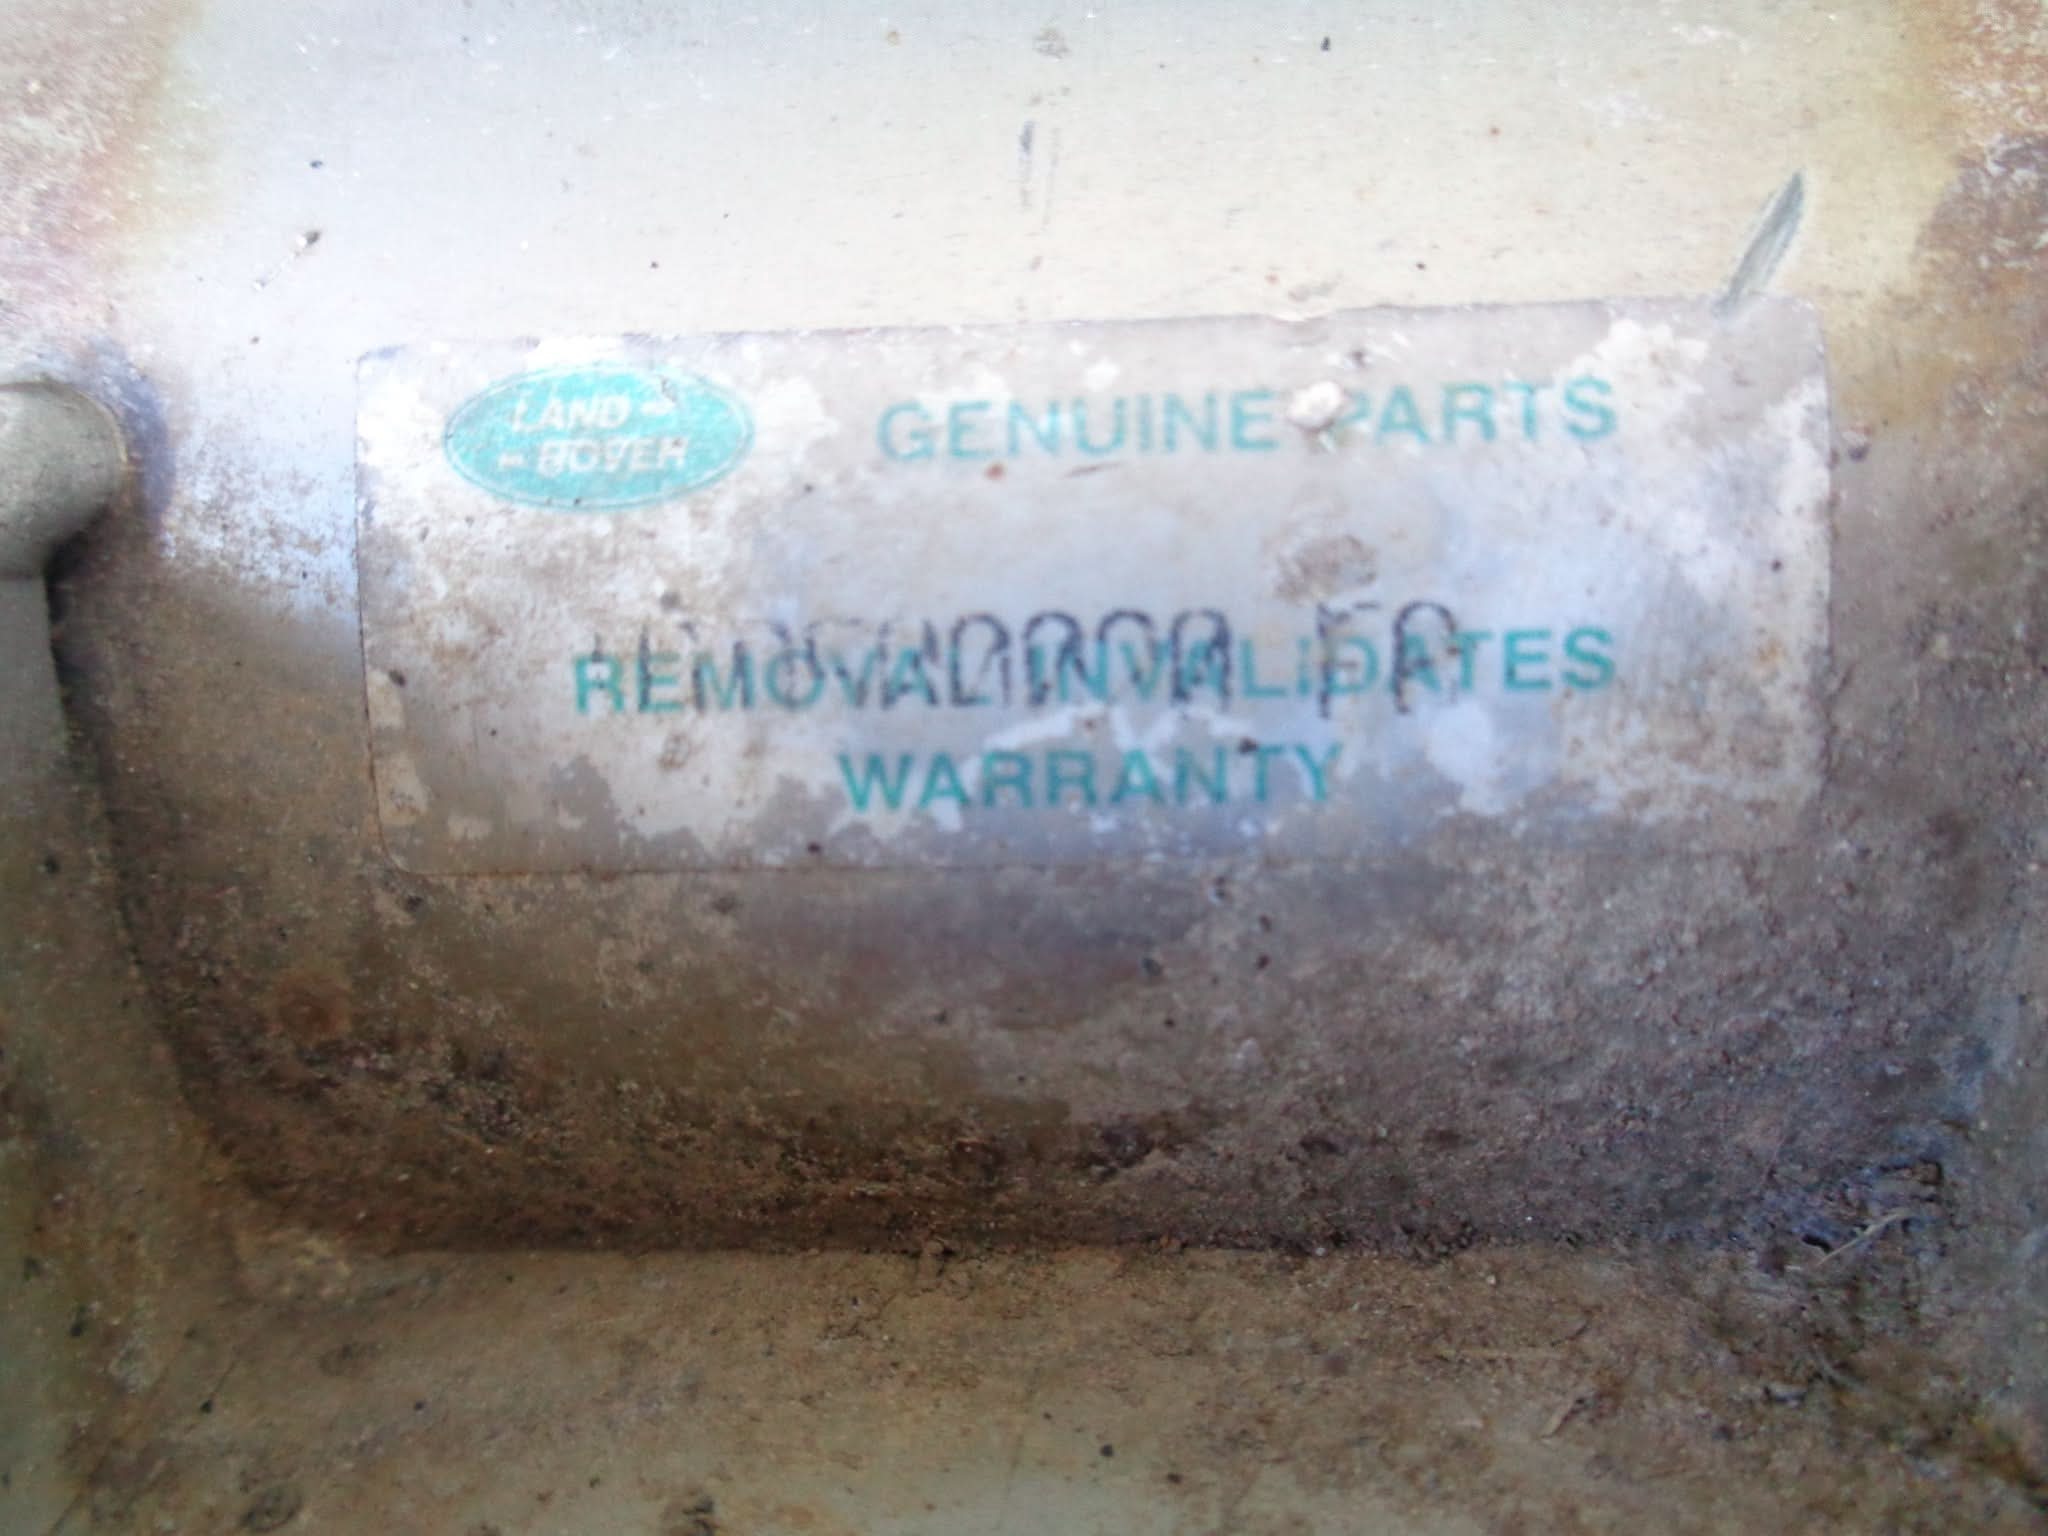 LAND ROVER
GENUINE PARTS
REMOVAL INVALIDATES
WARRANTY